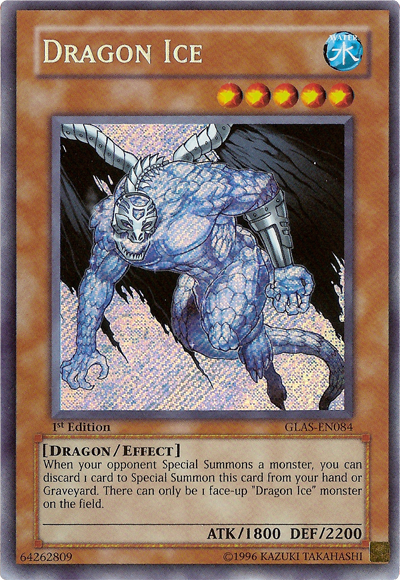 DRAGON ICE
WATER
水
1st Edition
GLAS-EN084
[DRAGON/EFFECT]
When your opponent Special Summons a monster, you can
discard 1 card to Special Summon this card from your hand or
Graveyard. There can only be 1 face-up "Dragon Ice" monster
on the field.
ATK/1800 DEF/2200
64262809
©1996 KAZUKI TAKAHASHI